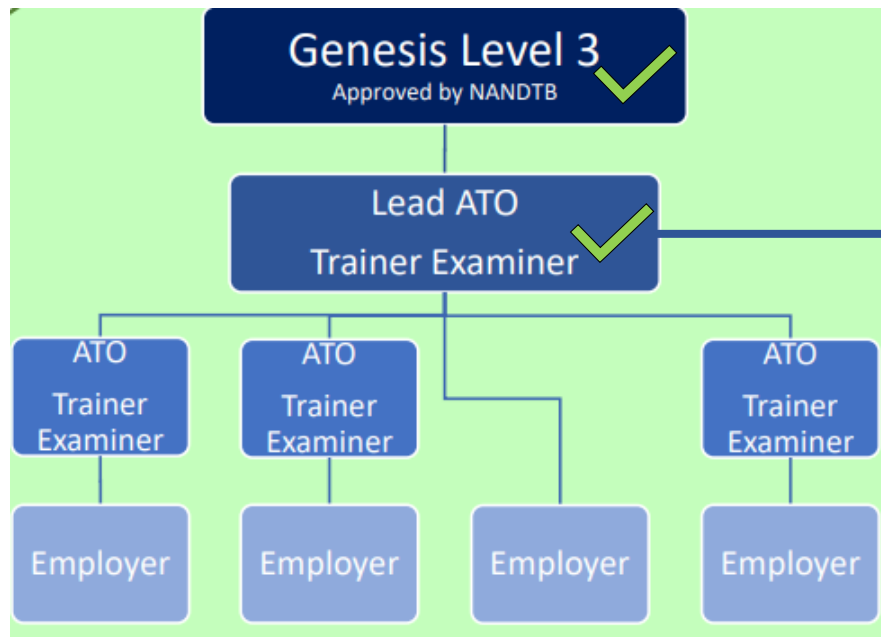 Genesis Level 3
Approved by NANDTB
Lead ATO
Trainer Examiner
ATO
Trainer
Examiner
ATO
Trainer
Examiner
ATO
Trainer
Examiner
Employer
Employer
Employer
Employer